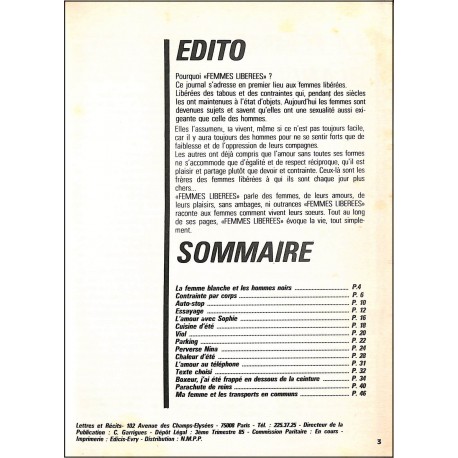 EDITO
Pourquoi «FEMMES LIBEREES» ?
Ce journal s'adresse en premier lieu aux femmes libérées.
Libérées des tabous et des contraintes qui, pendant des siècles
les ont maintenues à l'état d'objets. Aujourd'hui les femmes sont
devenues sujets et savent qu'elles ont une sexualité aussi exi-
geante que celle des hommes.
Elles l'assument, la vivent, même si ce n'est pas toujours facile,
car il y aura toujours des hommes pour ne se sentir forts que de
faiblesse et de l'oppression de leurs compagnes.
Les autres ont déjà compris que l'amour sans toutes ses formes
ne s'accommode que d'égalité et de respect réciproque, qu'il est
plaisir et partage plutôt que devoir et contrainte. Ceux-là sont les
frères des femmes libérées à qui ils sont chaque jour plus
chers...
«FEMMES LIBEREES» parle des femmes, de leurs amours, de
leurs plaisirs, sans ambages, ni outrances «FEMMES LIBEREES»
raconte aux femmes comment vivent leurs soeurs. Tout au long
de ses pages, «FEMMES LIBEREES» évoque la vie, tout simple-
ment.
SOMMAIRE
La femme blanche et les hommes noirs ........ P.4
Contrainte par corps ........ P. 6
Auto-stop ........ P. 10
Essayage ........ P. 12
L'amour avec Sophie ........ P. 16
Cuisine d'été ........ P. 18
Viol ........ P. 20
Parking ........ P. 22
Perverse Nina ........ P. 24
Chaleur d'été ........ P. 28
L'amour au téléphone ........ P. 31
Texte choisi ........ P. 32
Boxeur, j'ai été frappé en dessous de la ceinture ........ P. 34
Parachute de reins ........ P. 40
Ma femme et les transports en communs ........ P. 46
Lettres et Récits- 102 Avenue des Champs-Elysées - 75008 Paris - Tél. : 225.37.25 - Directeur de la
Publication : C. Garrigues - Dépôt Légal : 3ème Trimestre 85 - Commission Paritaire : En cours -
Imprimerie : Edicis-Evry - Distribution : N.M.P.P.
3